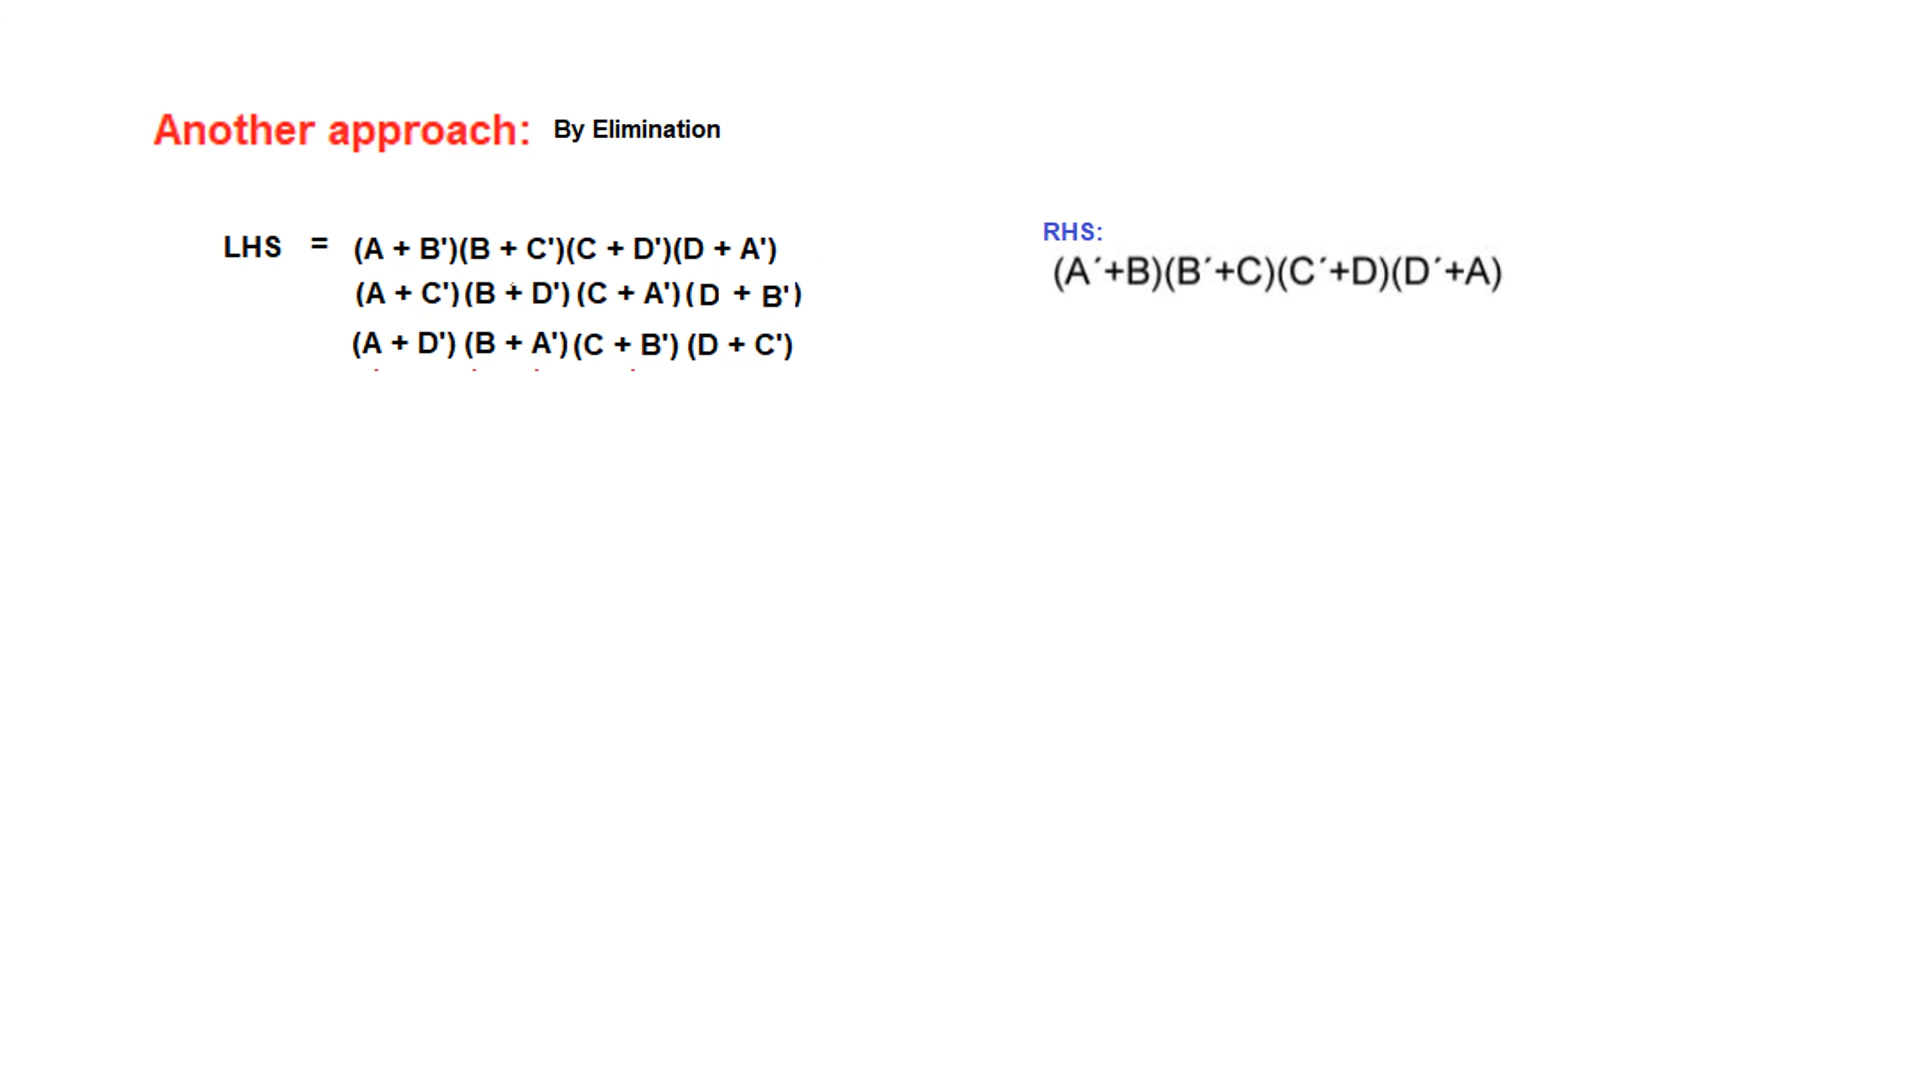 Another approach: By Elimination
LHS = (A + B')(B + C')(C + D')(D + A')
(A + C')(B + D')(C + A')(D + B')
(A + D')(B + A')(C + B')(D + C')
RHS:
(A´+B)(B´+C)(C´+D)(D´+A)